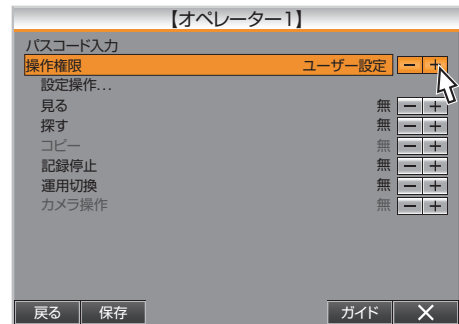 【オペレーター1】
パスコード入力
操作権限 ユーザー設定 － ＋
設定操作...
見る 無 － ＋
探す 無 － ＋
コピー 無 － ＋
記録停止 無 － ＋
運用切換 無 － ＋
カメラ操作 無 － ＋
戻る 保存 ガイド ×